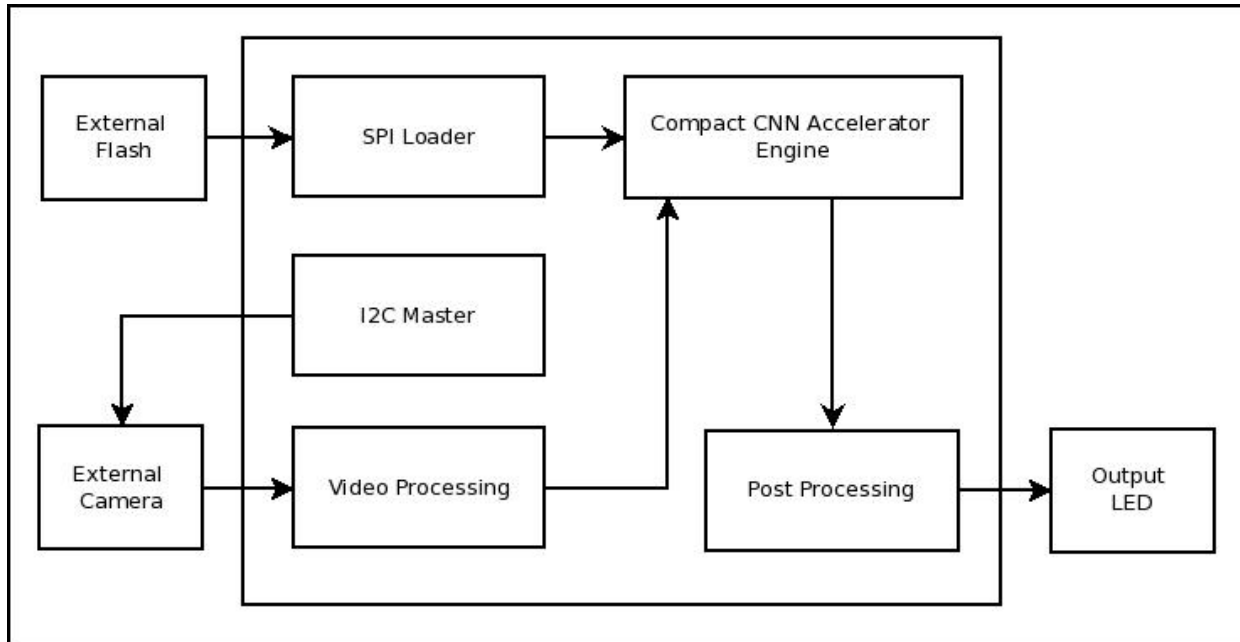 External
Flash
SPI Loader
Compact CNN Accelerator
Engine
I2C Master
External
Camera
Video Processing
Post Processing
Output
LED